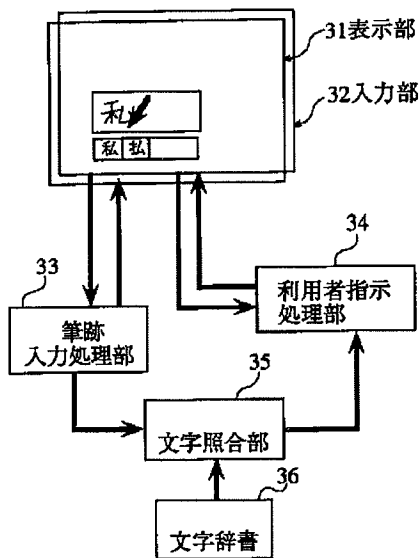 31表示部
32入力部
私
私 払
33
34
筆跡
入力処理部
利用者指示
処理部
35
文字照合部
36
文字辞書